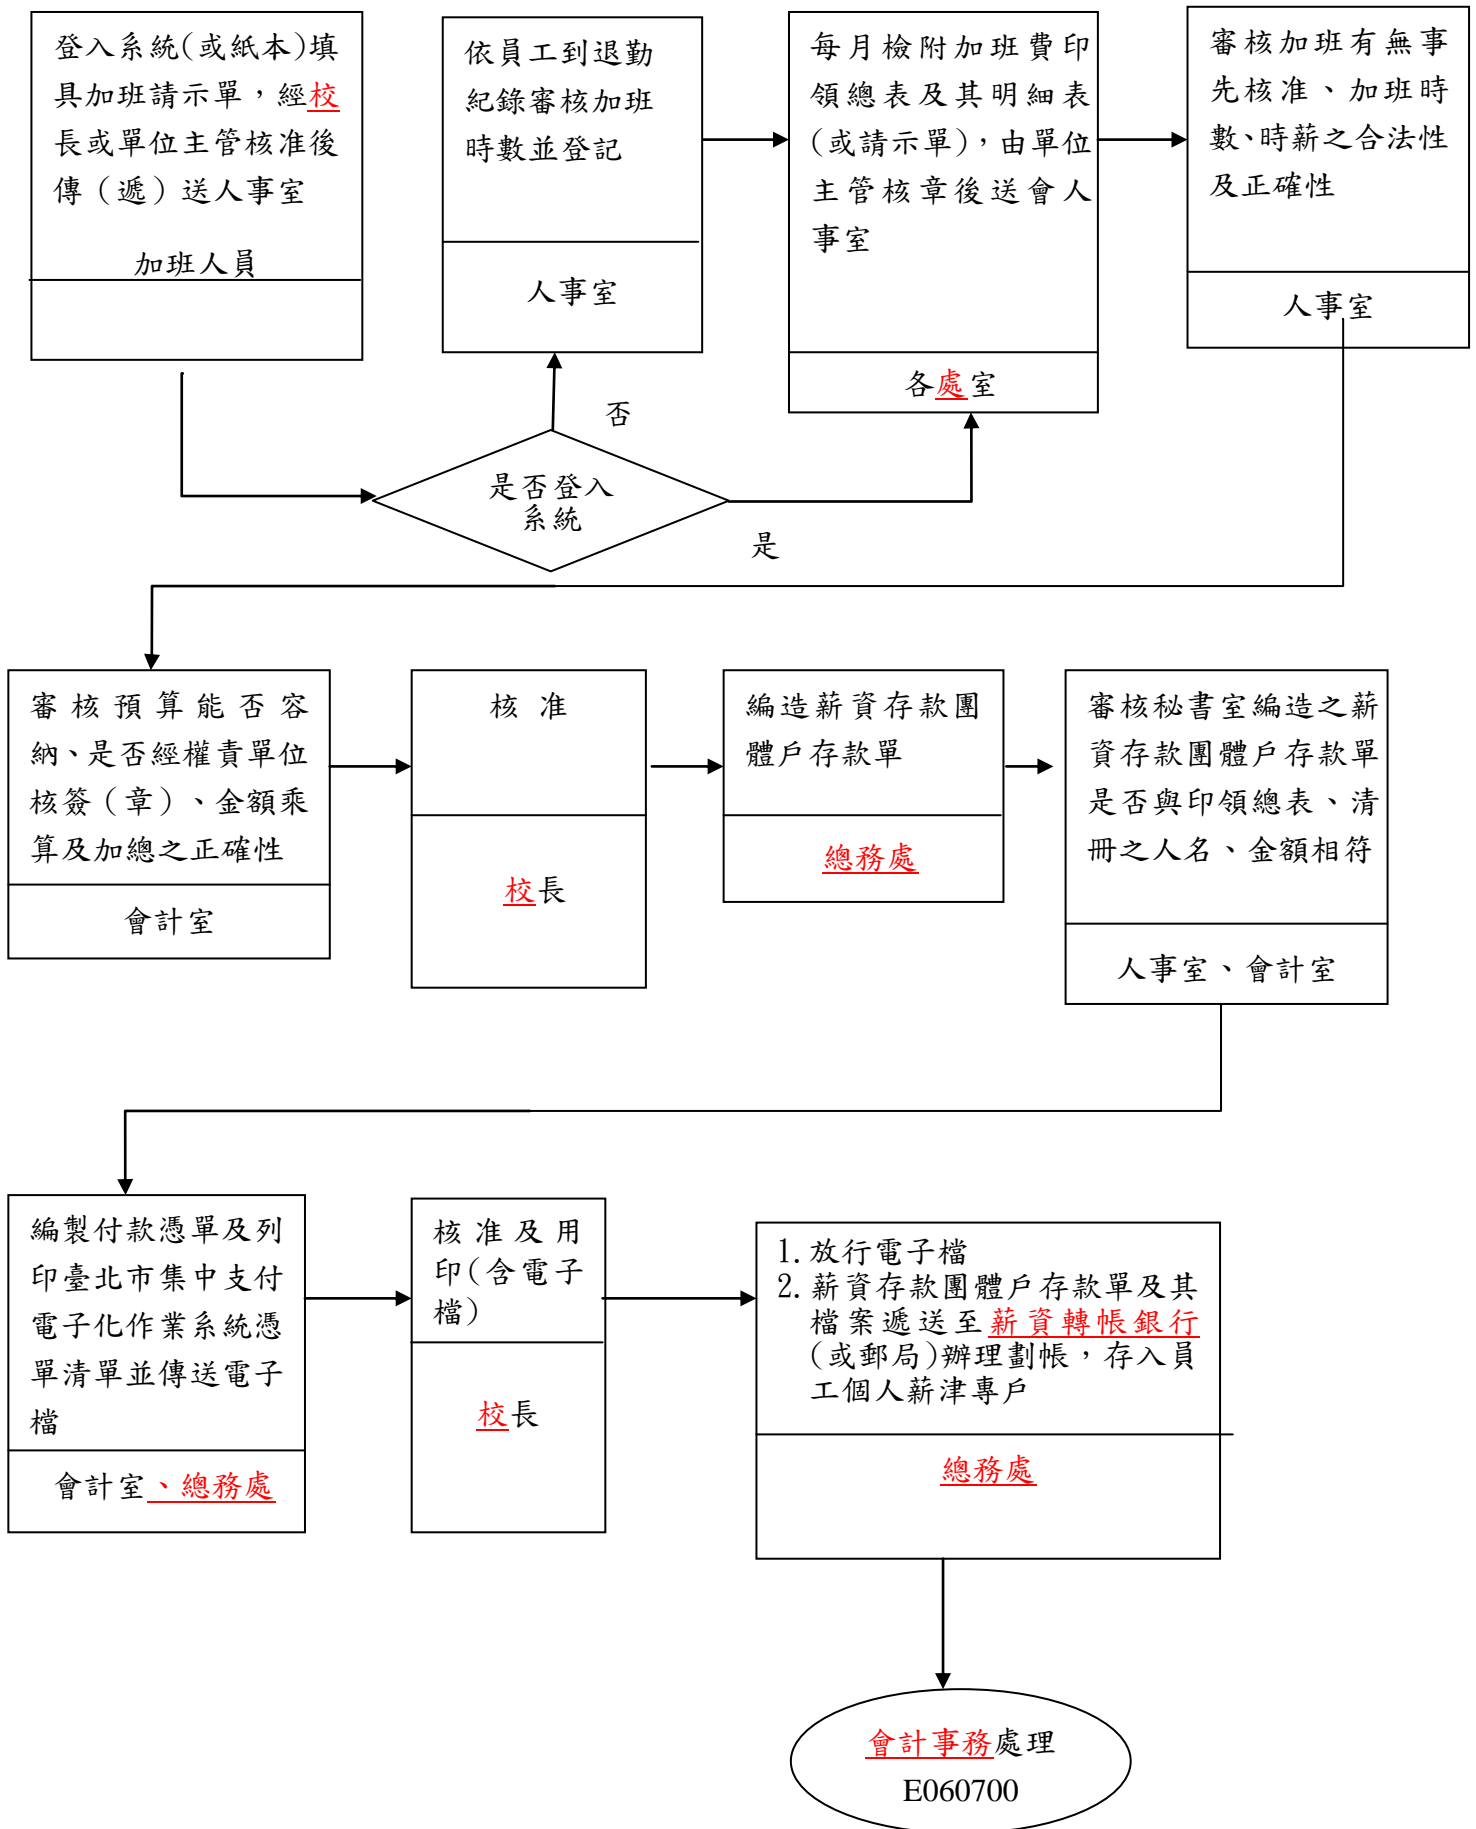 登入系統(或紙本)填
具加班請示單，經校
長或單位主管核准後
傳（遞）送人事室
加班人員
依員工到退勤
紀錄審核加班
時數並登記
人事室
每月檢附加班費印
領總表及其明細表
(或請示單)，由單位
主管核章後送會人
事室
各處室
審核加班有無事
先核准、加班時
數、時薪之合法性
及正確性
人事室
否
是否登入
系統
是
審核預算能否容
納、是否經權責單位
核簽（章）、金額乘
算及加總之正確性
會計室
核准
校長
編造薪資存款團
體戶存款單
總務處
審核秘書室編造之薪
資存款團體戶存款單
是否與印領總表、清
冊之人名、金額相符
人事室、會計室
編製付款憑單及列
印臺北市集中支付
電子化作業系統憑
單清單並傳送電子
檔
會計室、總務處
核准及用
印(含電子
檔)
校長
1.放行電子檔
2.薪資存款團體戶存款單及其
檔案遞送至薪資轉帳銀行
(或郵局)辦理劃帳，存入員
工個人薪津專戶
總務處
會計事務處理
E060700